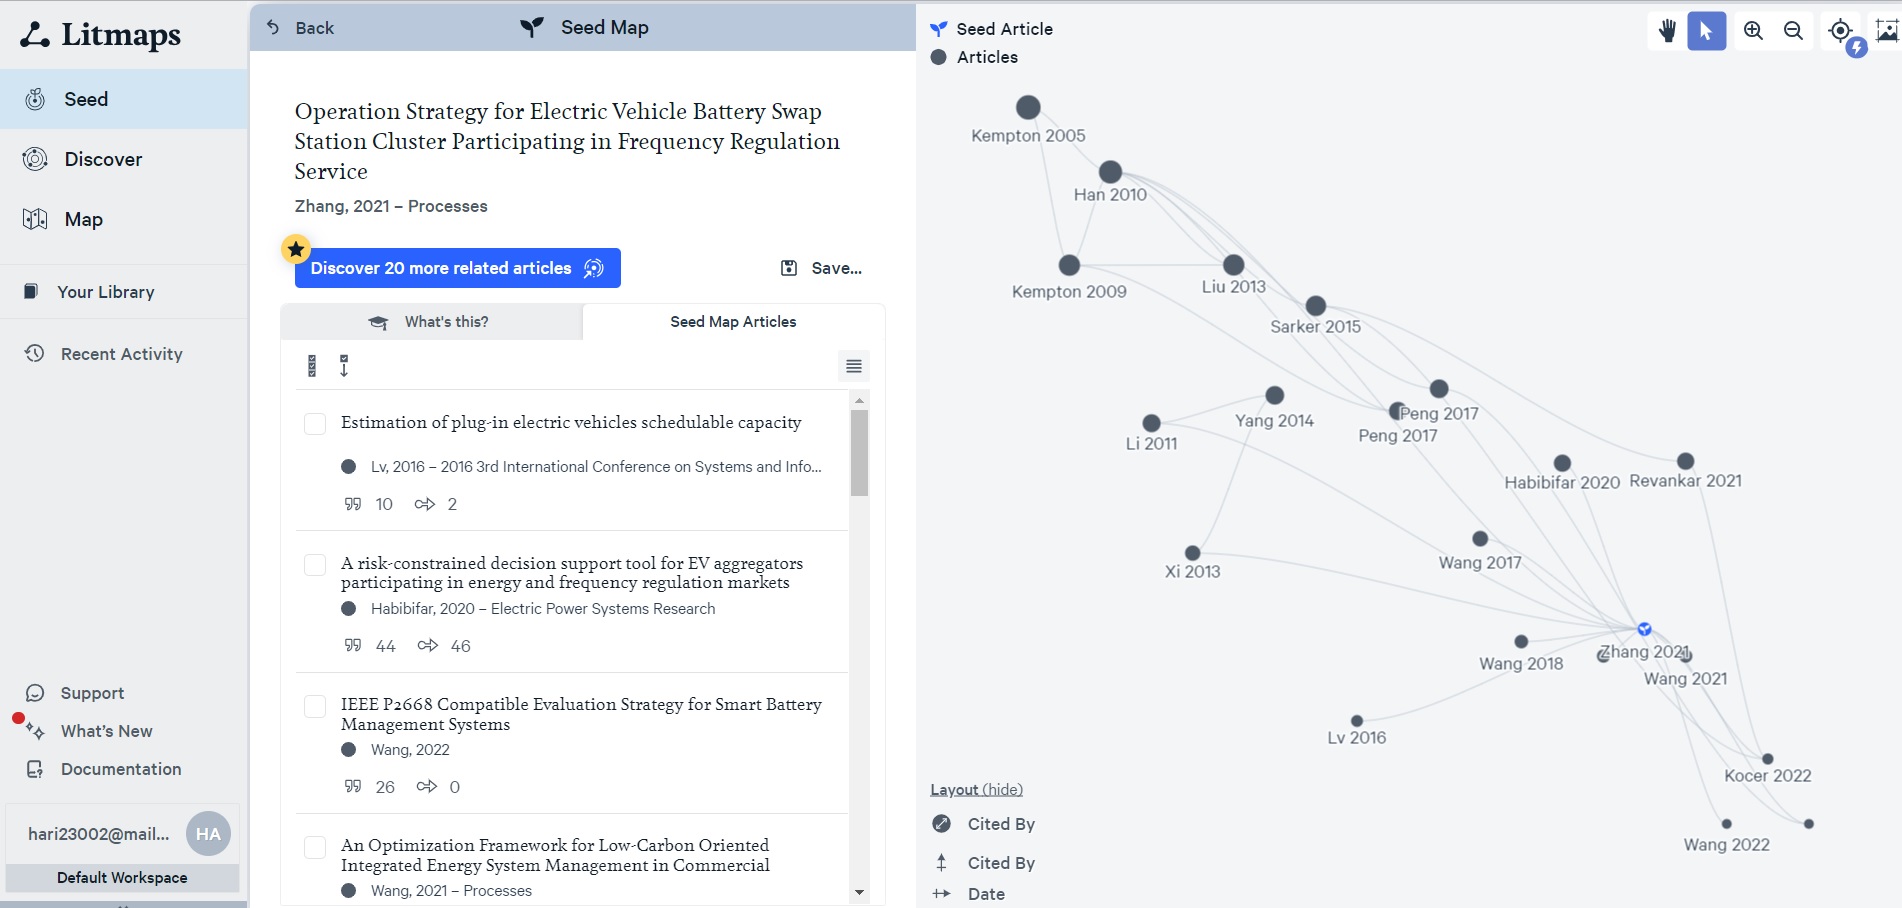 Litmaps
Seed
Discover
Map
Your Library
Recent Activity
Support
What's New
Documentation
hari23002@mail...
HA
Default Workspace
Back
Seed Map
Operation Strategy for Electric Vehicle Battery Swap
Station Cluster Participating in Frequency Regulation
Service
Zhang, 2021 – Processes
Discover 20 more related articles
Save...
What's this?
Seed Map Articles
Estimation of plug-in electric vehicles schedulable capacity
Lv, 2016 – 2016 3rd International Conference on Systems and Info...
10 2
A risk-constrained decision support tool for EV aggregators
participating in energy and frequency regulation markets
Habibifar, 2020 – Electric Power Systems Research
44 46
IEEE P2668 Compatible Evaluation Strategy for Smart Battery
Management Systems
Wang, 2022
26 0
An Optimization Framework for Low-Carbon Oriented
Integrated Energy System Management in Commercial
Wang, 2021 – Processes
Seed Article
Articles
Kempton 2005
Han 2010
Kempton 2009
Liu 2013
Sarker 2015
Yang 2014
Peng 2017
Peng 2017
Li 2011
Habibifar 2020
Revankar 2021
Wang 2017
Xi 2013
Zhang 2021
Wang 2018
Wang 2021
Lv 2016
Kocer 2022
Wang 2022
Layout (hide)
Cited By
Cited By
Date